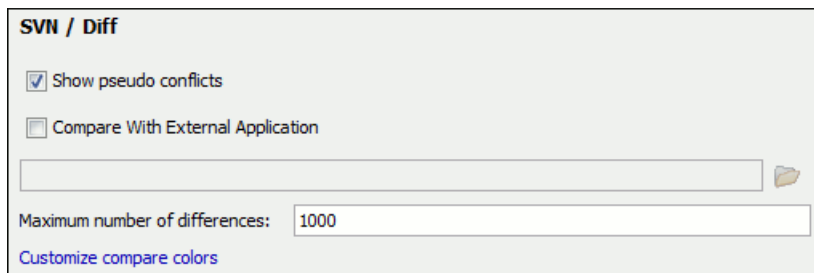 SVN / Diff
Show pseudo conflicts
Compare With External Application
Maximum number of differences: 1000
Customize compare colors